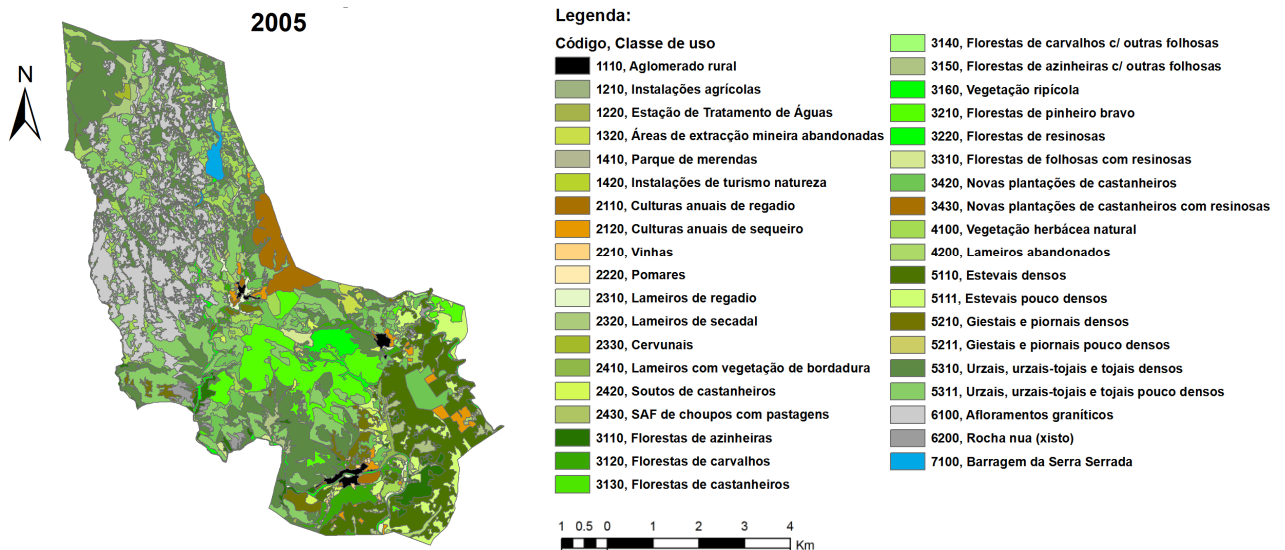 2005
N
Legenda:
Código, Classe de uso
1110, Aglomerado rural
1210, Instalações agrícolas
1220, Estação de Tratamento de Águas
1320, Áreas de extracção mineira abandonadas
1410, Parque de merendas
1420, Instalações de turismo natureza
2110, Culturas anuais de regadio
2120, Culturas anuais de sequeiro
2210, Vinhas
2220, Pomares
2310, Lameiros de regadio
2320, Lameiros de secadal
2330, Cervunais
2410, Lameiros com vegetação de bordadura
2420, Soutos de castanheiros
2430, SAF de choupos com pastagens
3110, Florestas de azinheiras
3120, Florestas de carvalhos
3130, Florestas de castanheiros
3140, Florestas de carvalhos c/ outras folhosas
3150, Florestas de azinheiras c/ outras folhosas
3160, Vegetação ripícola
3210, Florestas de pinheiro bravo
3220, Florestas de resinosas
3310, Florestas de folhosas com resinosas
3420, Novas plantações de castanheiros
3430, Novas plantações de castanheiros com resinosas
4100, Vegetação herbácea natural
4200, Lameiros abandonados
5110, Estevais densos
5111, Estevais pouco densos
5210, Giestais e piornais densos
5211, Giestais e piornais pouco densos
5310, Urzais, urzais-tojais e tojais densos
5311, Urzais, urzais-tojais e tojais pouco densos
6100, Afloramentos graníticos
6200, Rocha nua (xisto)
7100, Barragem da Serra Serrada
1 0.5 0 1 2 3 4
Km